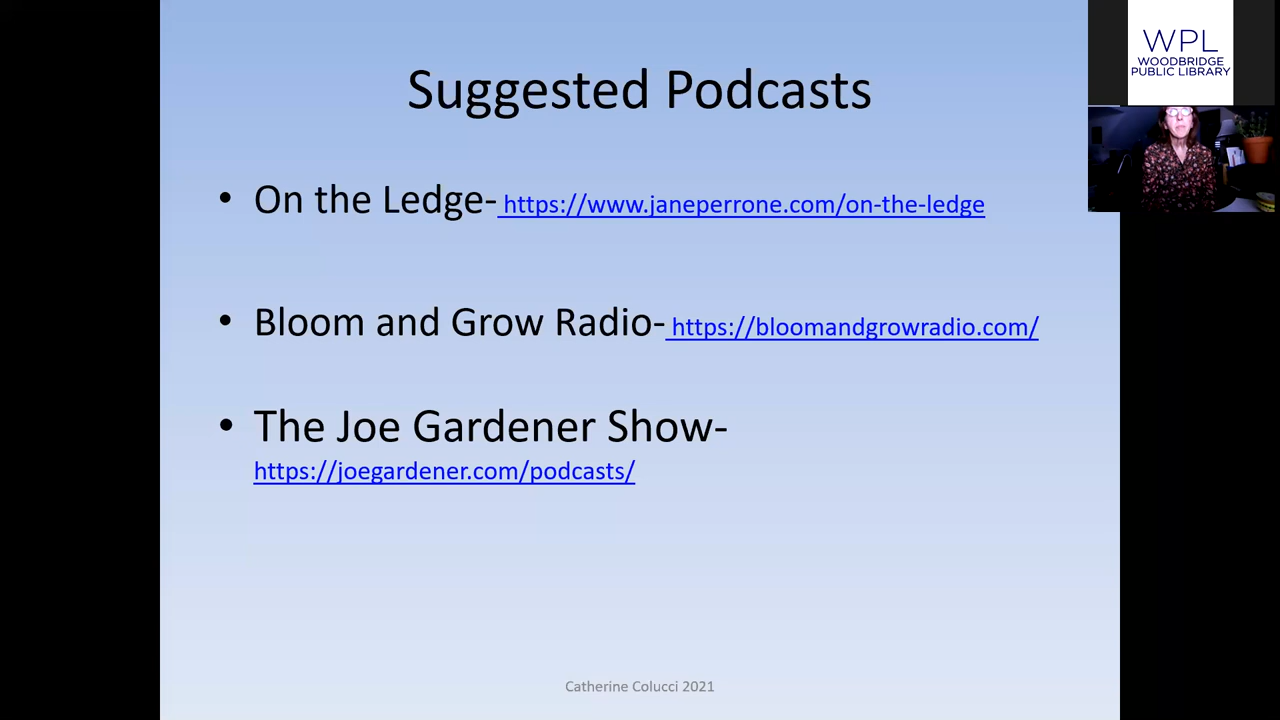 Suggested Podcasts
• On the Ledge- https://www.janeperrone.com/on-the-ledge
• Bloom and Grow Radio- https://bloomandgrowradio.com/
• The Joe Gardener Show-
https://joegardener.com/podcasts/
Catherine Colucci 2021
WPL
WOODBRIDGE
PUBLIC LIBRARY